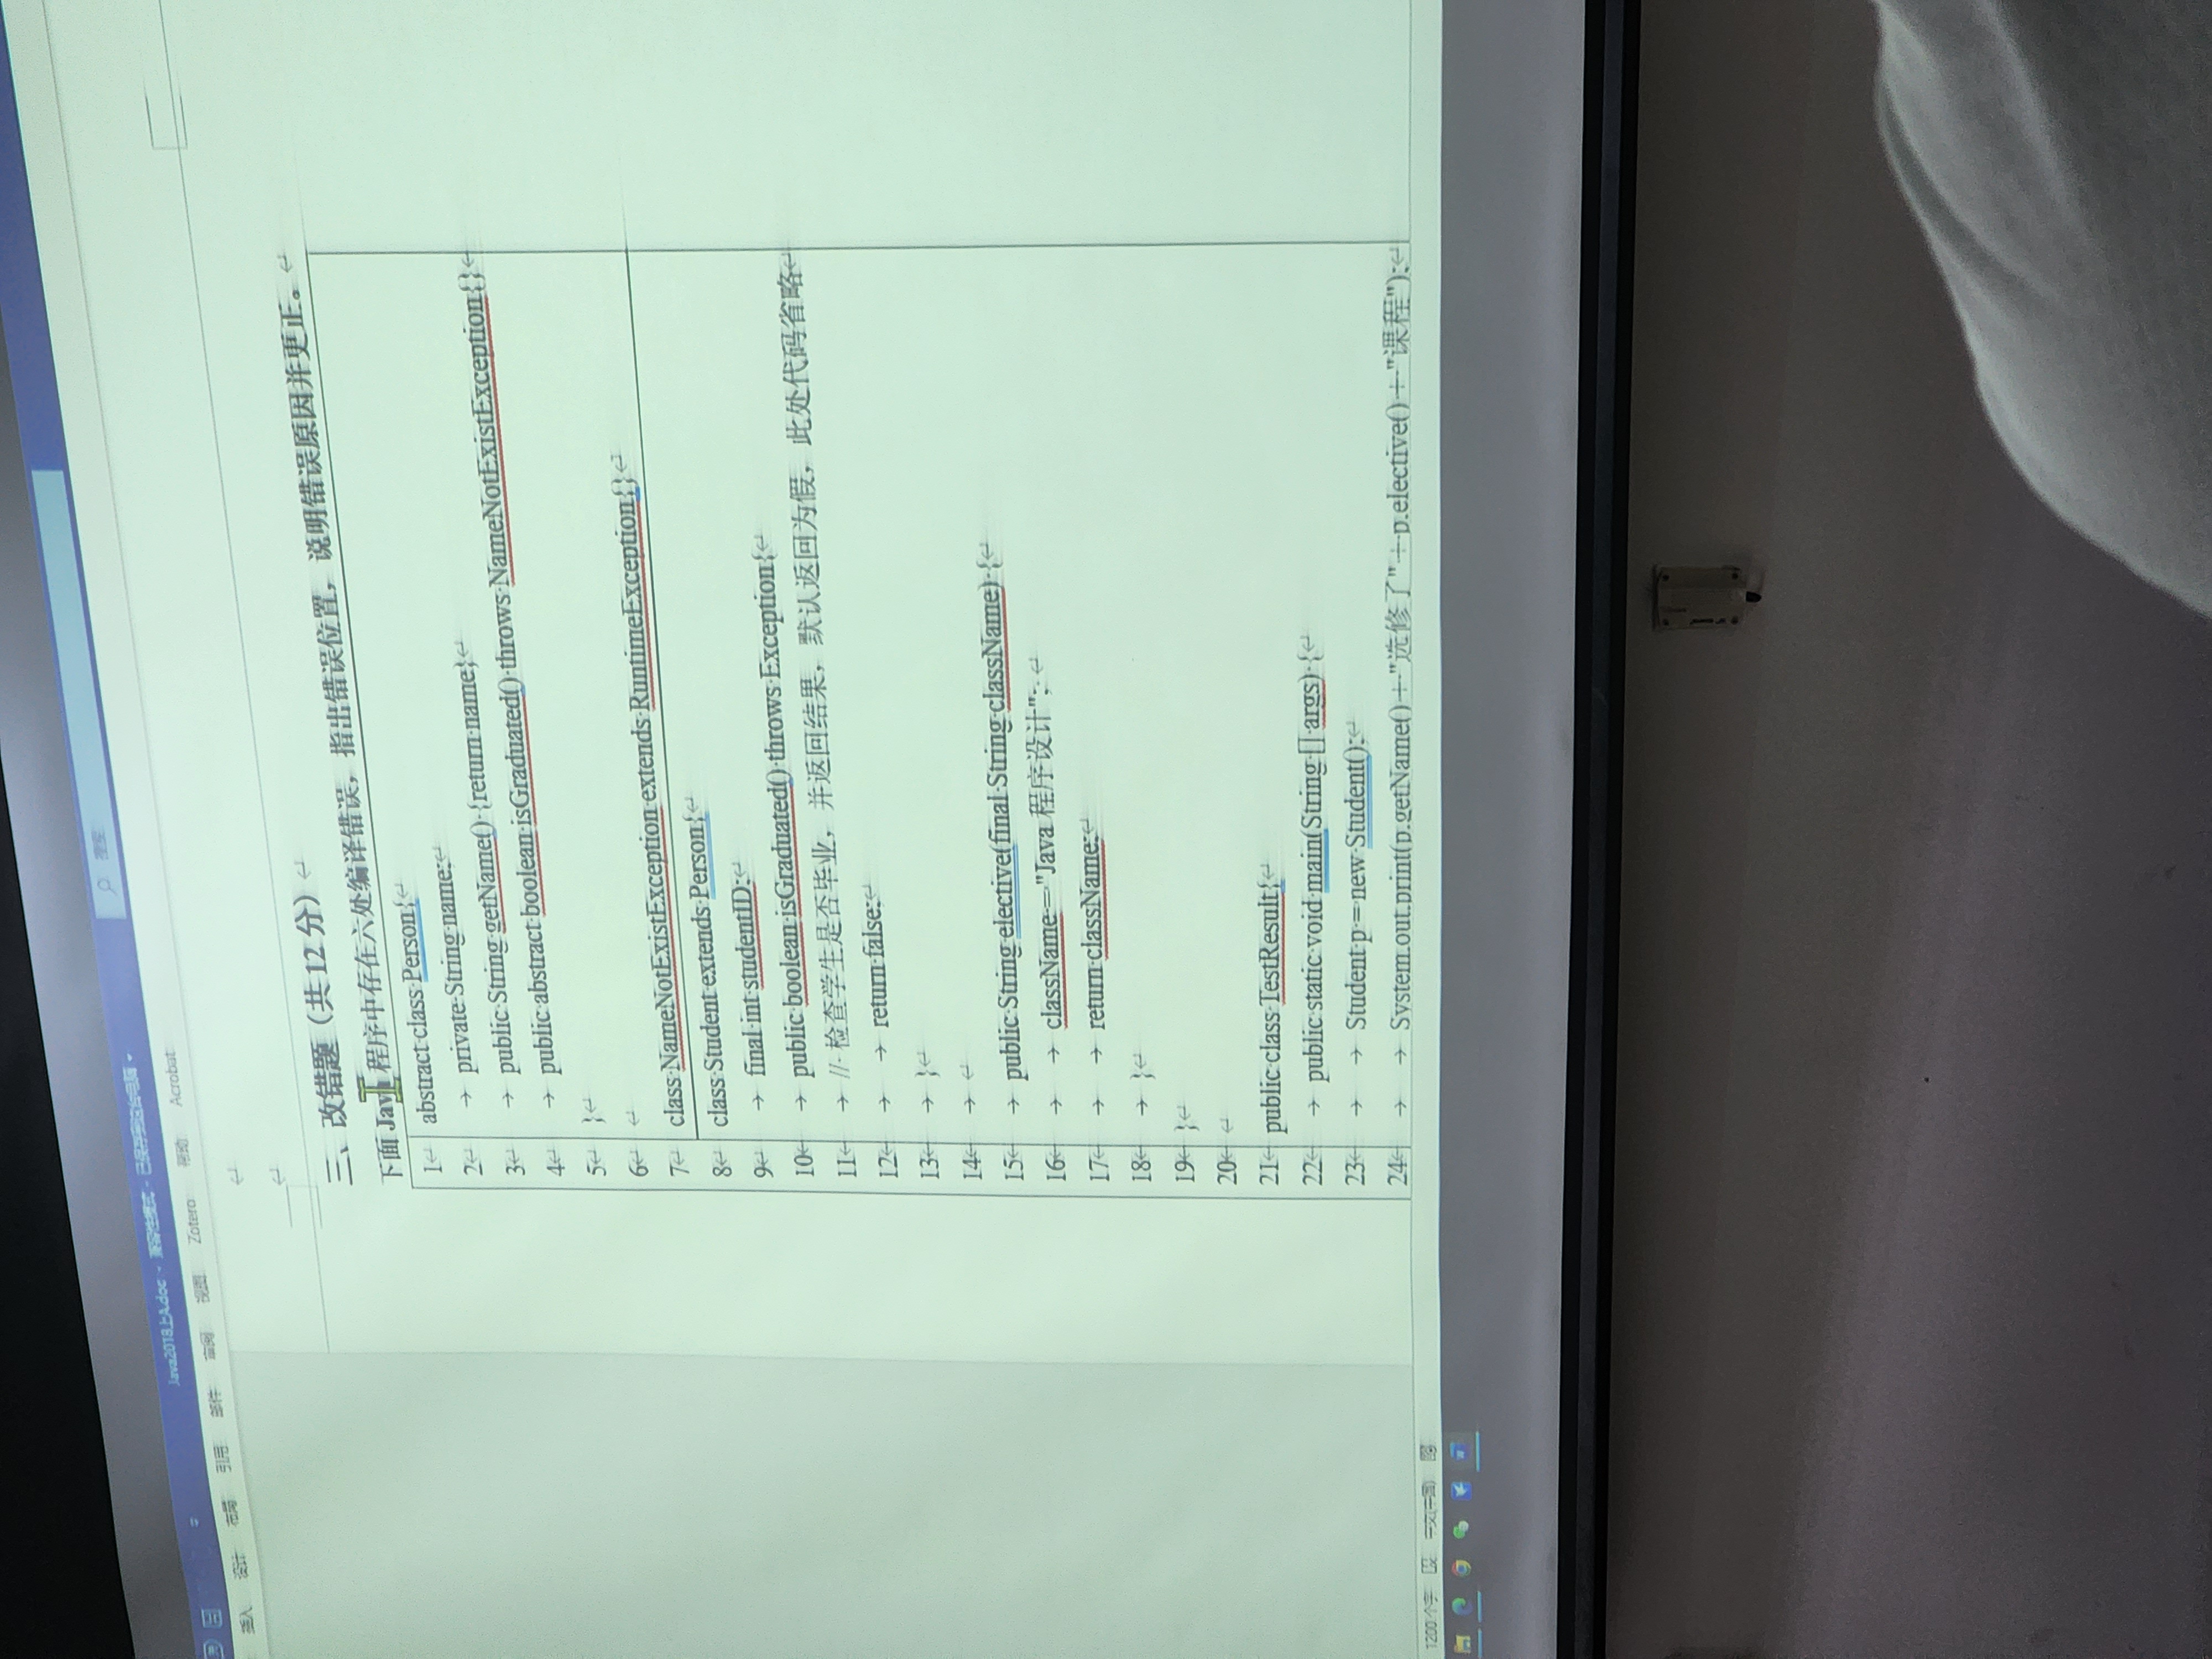 搜索
Java2018上A.doc - 兼容性模式 - 已保存到这台电脑
插入 设计 布局 引用 邮件 审阅 视图 Zotero 帮助 Acrobat
三、改错题（共 12 分）
下面 Java 程序中存在六处编译错误，指出错误位置，说明错误原因并更正。
1 abstract class Person{
2 private String name;
3 public String getName() {return name}
4 public abstract boolean isGraduated() throws NameNotExistException{}
5 }
6
7 class NameNotExistException extends RuntimeException{}
8 class Student extends Person{
9 final int studentID;
10 public boolean isGraduated() throws Exception{
11 // 检查学生是否毕业，并返回结果，默认返回为假，此处代码省略
12 return false;
13 }
14
15 public String elective(final String className) {
16 className = "Java 程序设计";
17 return className;
18 }
19 }
20
21 public class TestResult{
22 public static void main(String [] args) {
23 Student p = new Student();
24 System.out.print(p.getName() + "选修了" + p.elective() + "课程");
1200 个字 中文(中国)